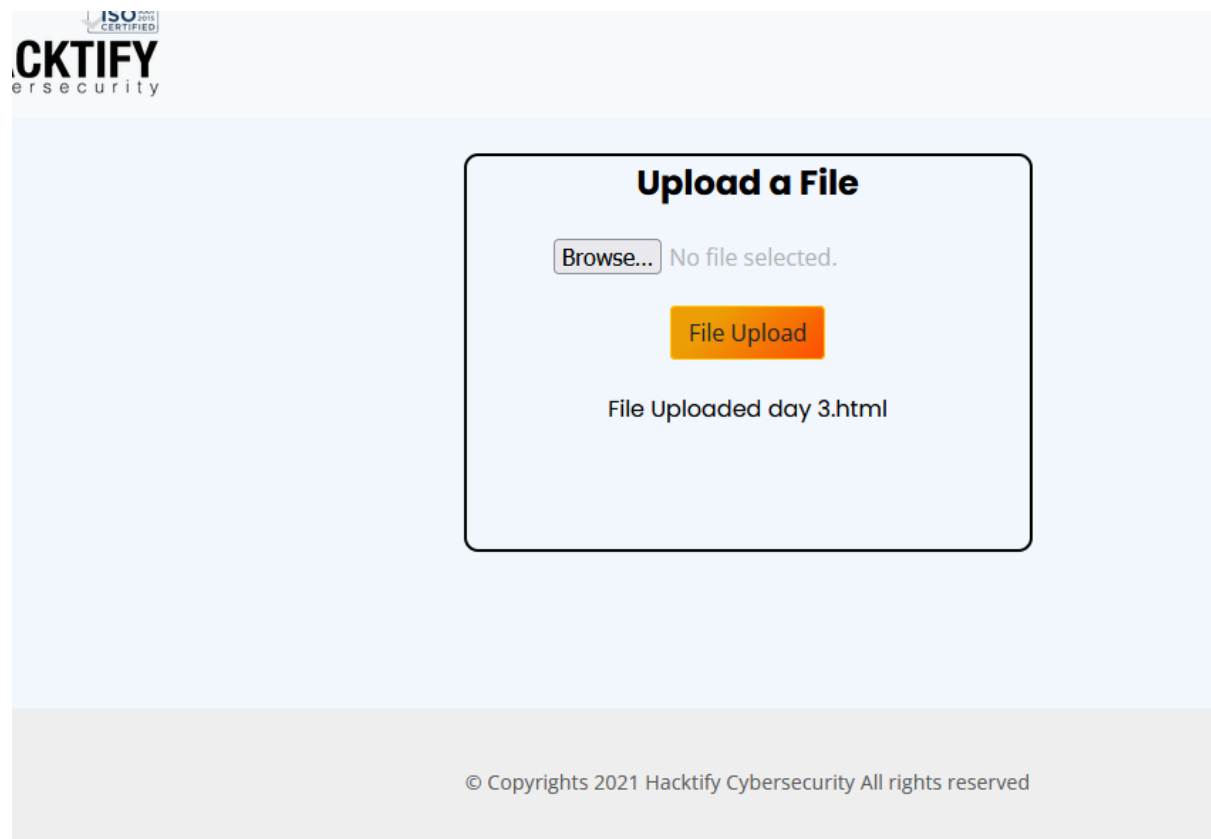 ISO
2015
CERTIFIED
CKTIFY
ersecurity
Upload a File
Browse... No file selected.
File Upload
File Uploaded day 3.html
© Copyrights 2021 Hacktify Cybersecurity All rights reserved